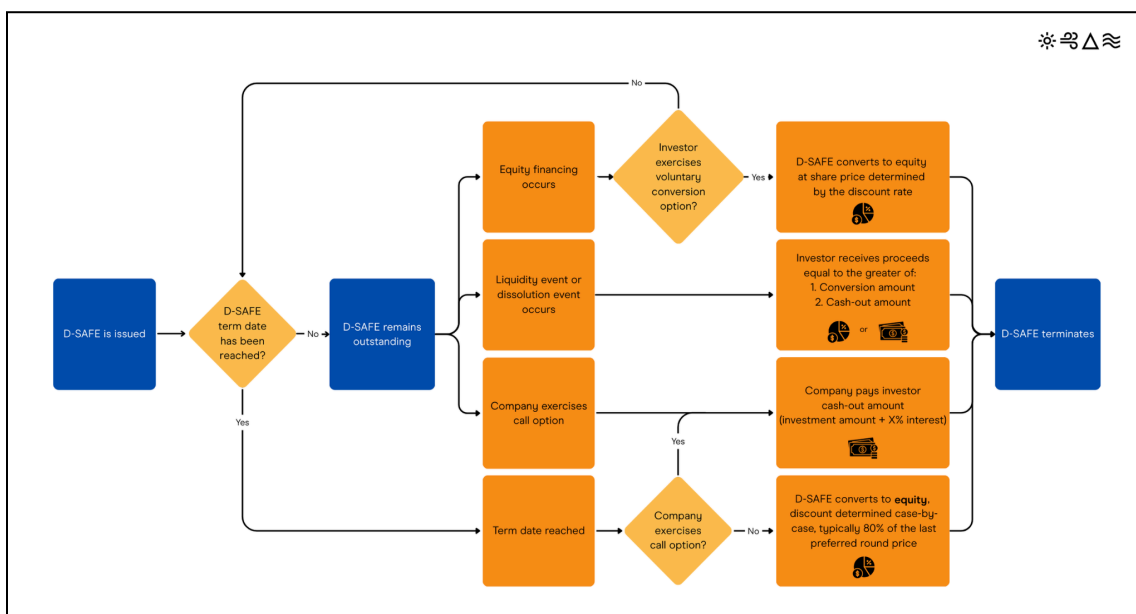 No
Equity financing
occurs
Investor
exercises
voluntary
conversion
option?
Yes
D-SAFE converts to equity
at share price determined
by the discount rate
D-SAFE is issued
D-SAFE
term date
has been
reached?
No
D-SAFE remains
outstanding
Liquidity event or
dissolution event
occurs
Investor receives proceeds
equal to the greater of:
1. Conversion amount
2. Cash-out amount
or
D-SAFE terminates
Yes
Company exercises
call option
Yes
Company pays investor
cash-out amount
(investment amount + X% interest)
Term date reached
Company
exercises
call option?
No
D-SAFE converts to equity,
discount determined case-by-
case, typically 80% of the last
preferred round price